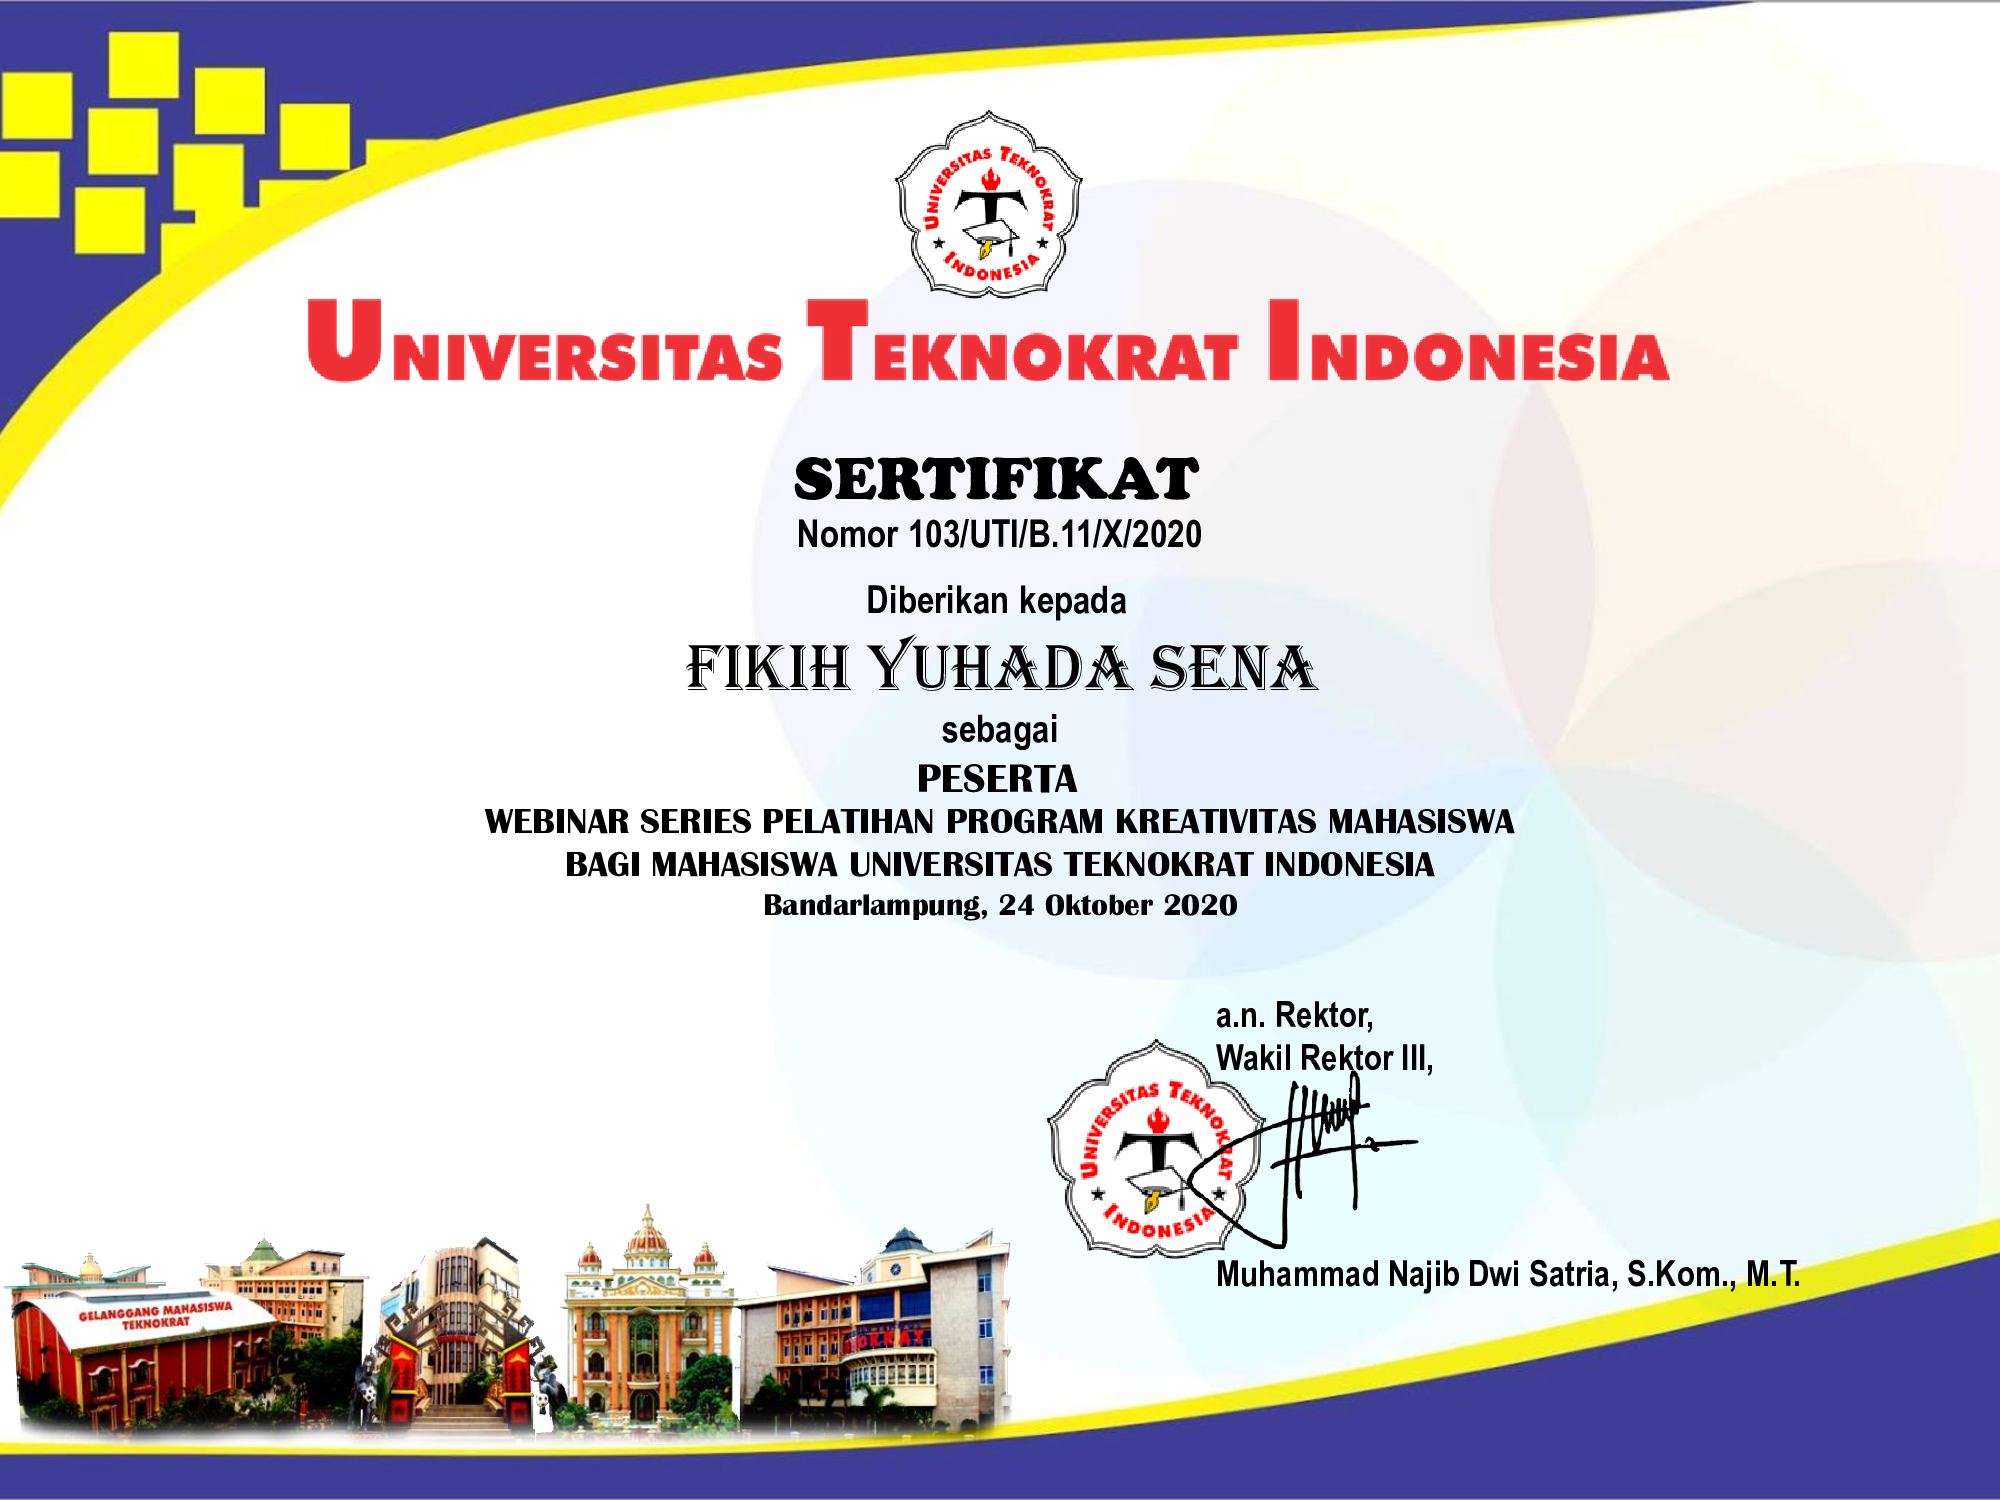 UNIVERSITAS TEKNOKRAT
INDONESIA
UNIVERSITAS TEKNOKRAT INDONESIA
SERTIFIKAT
Nomor 103/UTI/B.11/X/2020
Diberikan kepada
FIKIH YUHADA SENA
sebagai
PESERTA
WEBINAR SERIES PELATIHAN PROGRAM KREATIVITAS MAHASISWA
BAGI MAHASISWA UNIVERSITAS TEKNOKRAT INDONESIA
Bandarlampung, 24 Oktober 2020
a.n. Rektor,
Wakil Rektor III,
UNIVERSITAS TEKNOKRAT
INDONESIA
Muhammad Najib Dwi Satria, S.Kom., M.T.
GELANGGANG MAHASISWA
TEKNOKRAT